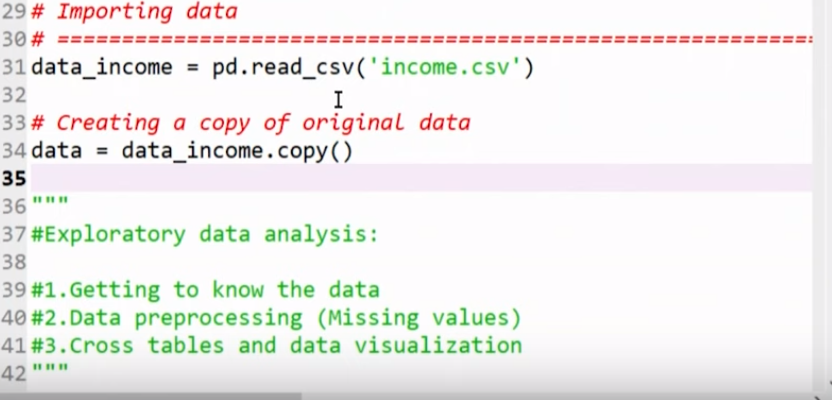 29 # Importing data
30 # ===============================================================
31 data_income = pd.read_csv('income.csv')
32
33 # Creating a copy of original data
34 data = data_income.copy()
35
36 """
37 #Exploratory data analysis:
38
39 #1.Getting to know the data
40 #2.Data preprocessing (Missing values)
41 #3.Cross tables and data visualization
42 """